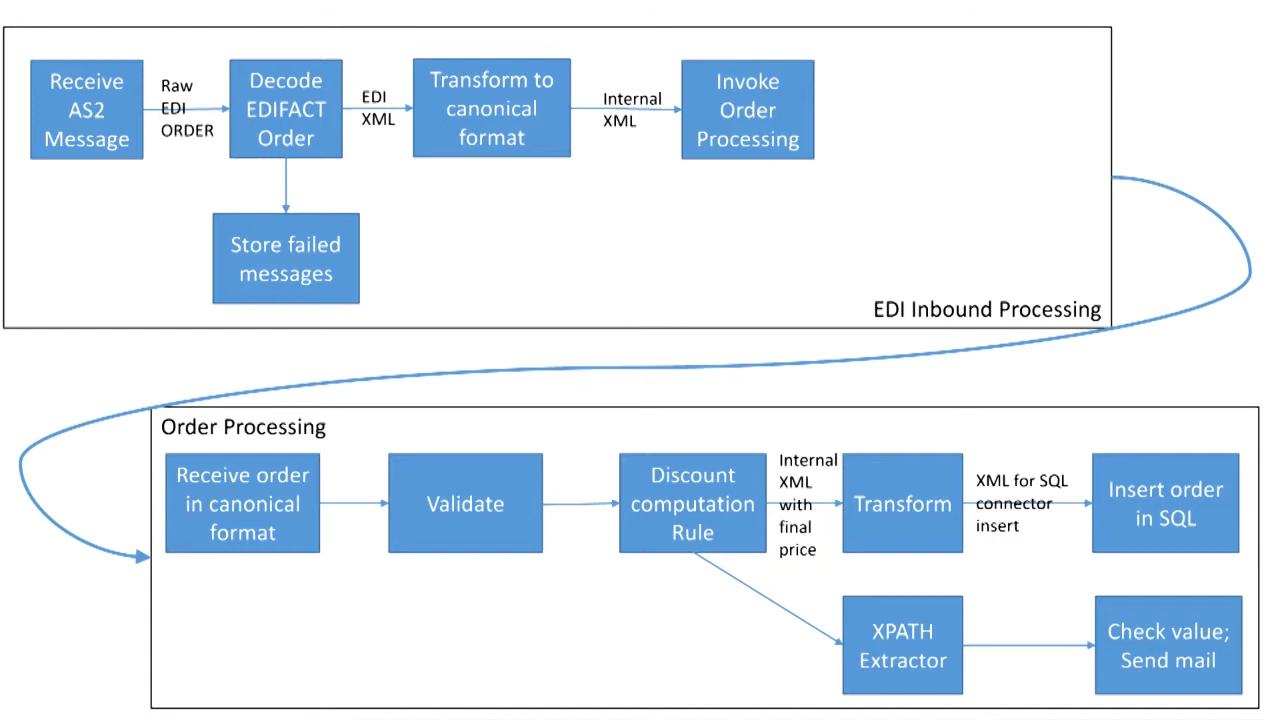 Receive
AS2
Message
Raw
EDI
ORDER
Decode
EDIFACT
Order
EDI
XML
Transform to
canonical
format
Internal
XML
Invoke
Order
Processing
Store failed
messages
EDI Inbound Processing
Order Processing
Receive order
in canonical
format
Validate
Discount
computation
Rule
Internal
XML
with
final
price
Transform
XML for SQL
connector
insert
Insert order
in SQL
XPATH
Extractor
Check value;
Send mail